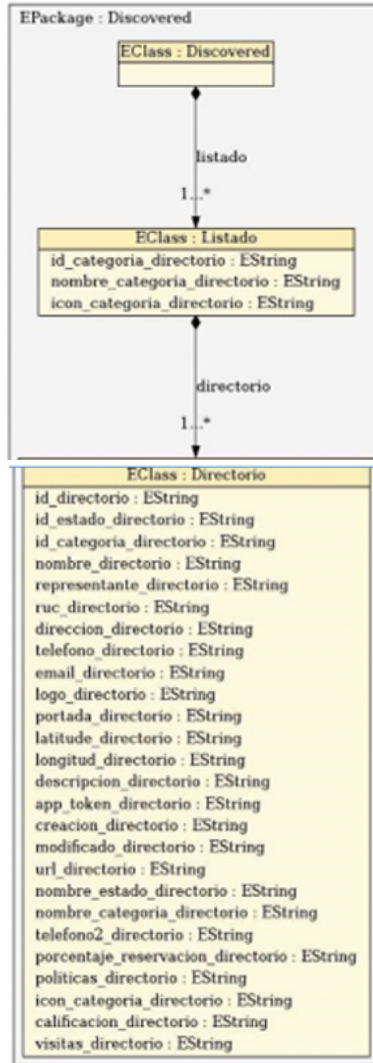 EPackage : Discovered
EClass : Discovered
listado
1...*
EClass : Listado
id_categoria_directorio : EString
nombre_categoria_directorio : EString
icon_categoria_directorio : EString
directorio
1...*
EClass : Directorio
id_directorio : EString
id_estado_directorio : EString
id_categoria_directorio : EString
nombre_directorio : EString
representante_directorio : EString
ruc_directorio : EString
direccion_directorio : EString
telefono_directorio : EString
email_directorio : EString
logo_directorio : EString
portada_directorio : EString
latitude_directorio : EString
longitud_directorio : EString
descripcion_directorio : EString
app_token_directorio : EString
creacion_directorio : EString
modificado_directorio : EString
url_directorio : EString
nombre_estado_directorio : EString
nombre_categoria_directorio : EString
telefono2_directorio : EString
porcentaje_reservacion_directorio : EString
politicas_directorio : EString
icon_categoria_directorio : EString
calificacion_directorio : EString
visitas_directorio : EString